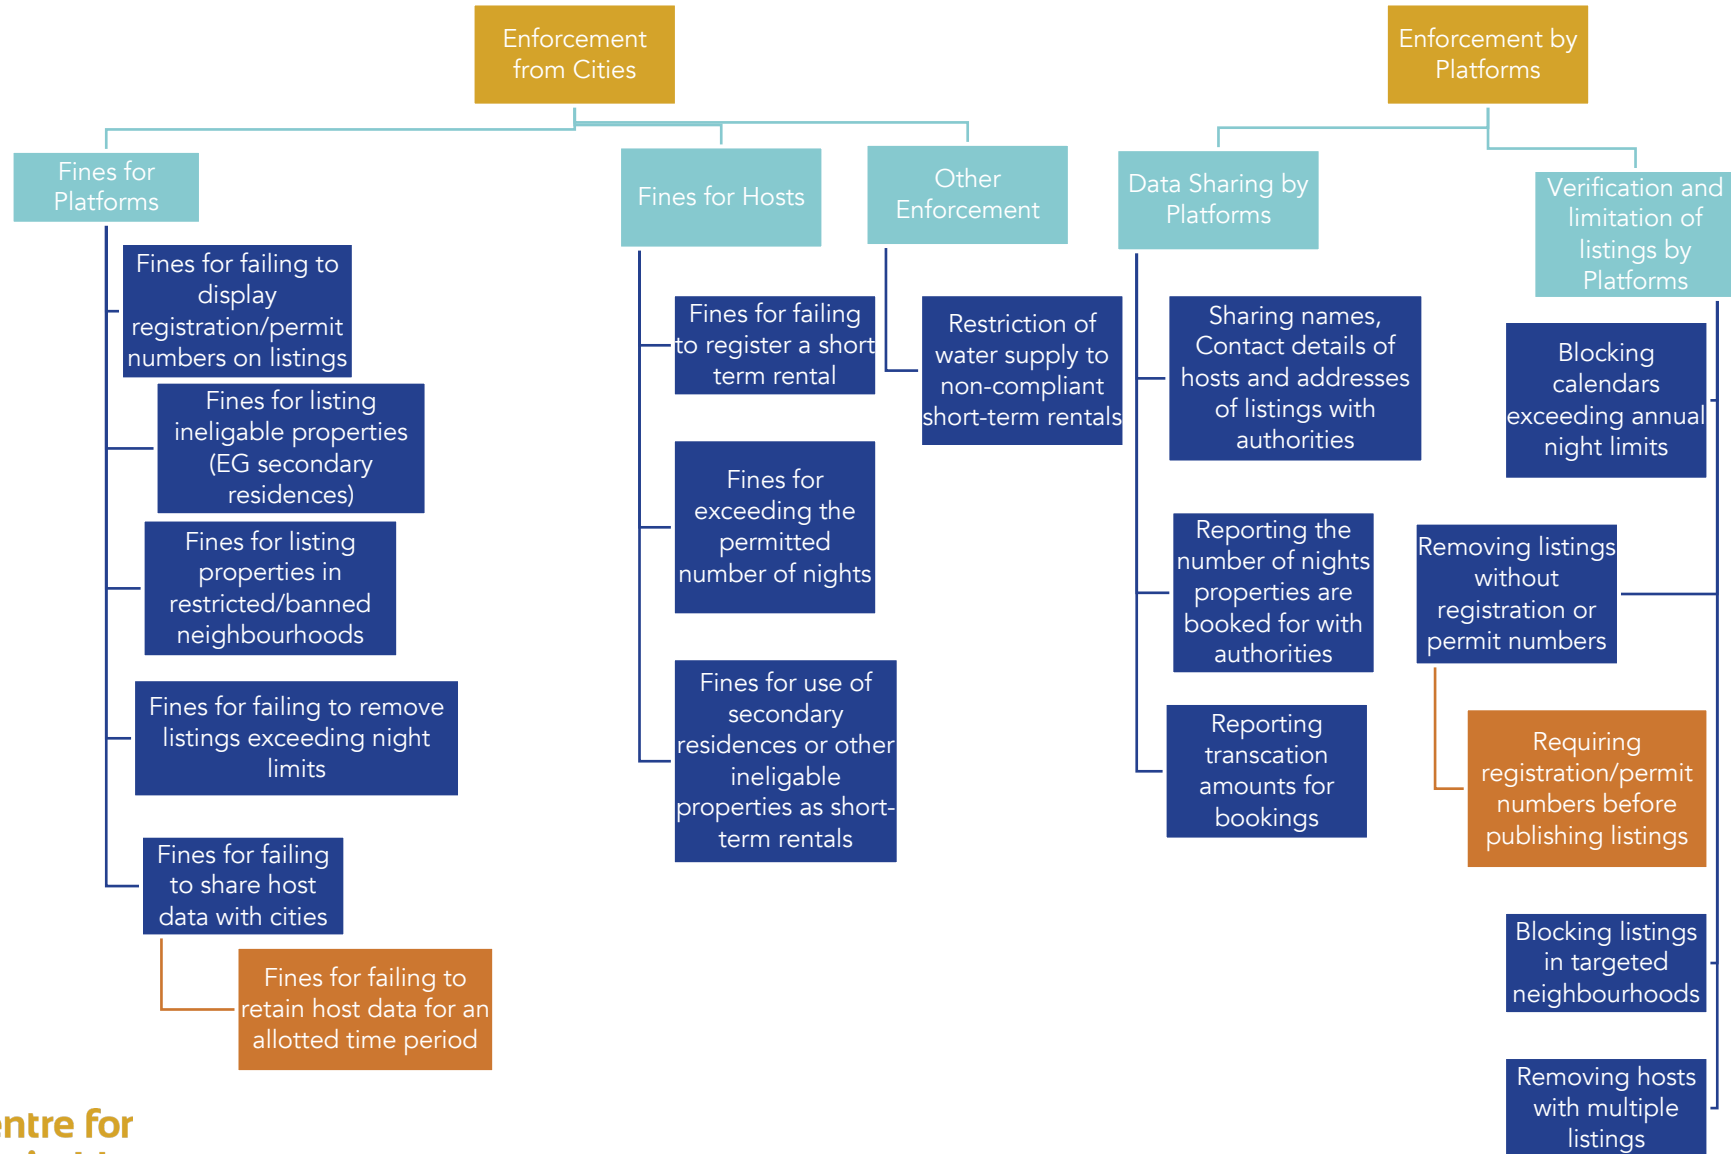 Enforcement
from Cities
Enforcement by
Platforms
Fines for
Platforms
Fines for Hosts
Other
Enforcement
Data Sharing by
Platforms
Verification and
limitation of
listings by
Platforms
Fines for failing to
display
registration/permit
numbers on listings
Fines for listing
ineligable properties
(EG secondary
residences)
Fines for listing
properties in
restricted/banned
neighbourhoods
Fines for failing to remove
listings exceeding night
limits
Fines for failing
to share host
data with cities
Fines for failing to
retain host data for an
allotted time period
Fines for failing
to register a short
term rental
Fines for
exceeding the
permitted
number of nights
Fines for use of
secondary
residences or other
ineligable
properties as short-
term rentals
Restriction of
water supply to
non-compliant
short-term rentals
Sharing names,
Contact details of
hosts and addresses
of listings with
authorities
Reporting the
number of nights
properties are
booked for with
authorities
Reporting
transcation
amounts for
bookings
Blocking
calendars
exceeding annual
night limits
Removing listings
without
registration or
permit numbers
Requiring
registration/permit
numbers before
publishing listings
Blocking listings
in targeted
neighbourhoods
Removing hosts
with multiple
listings
entre for